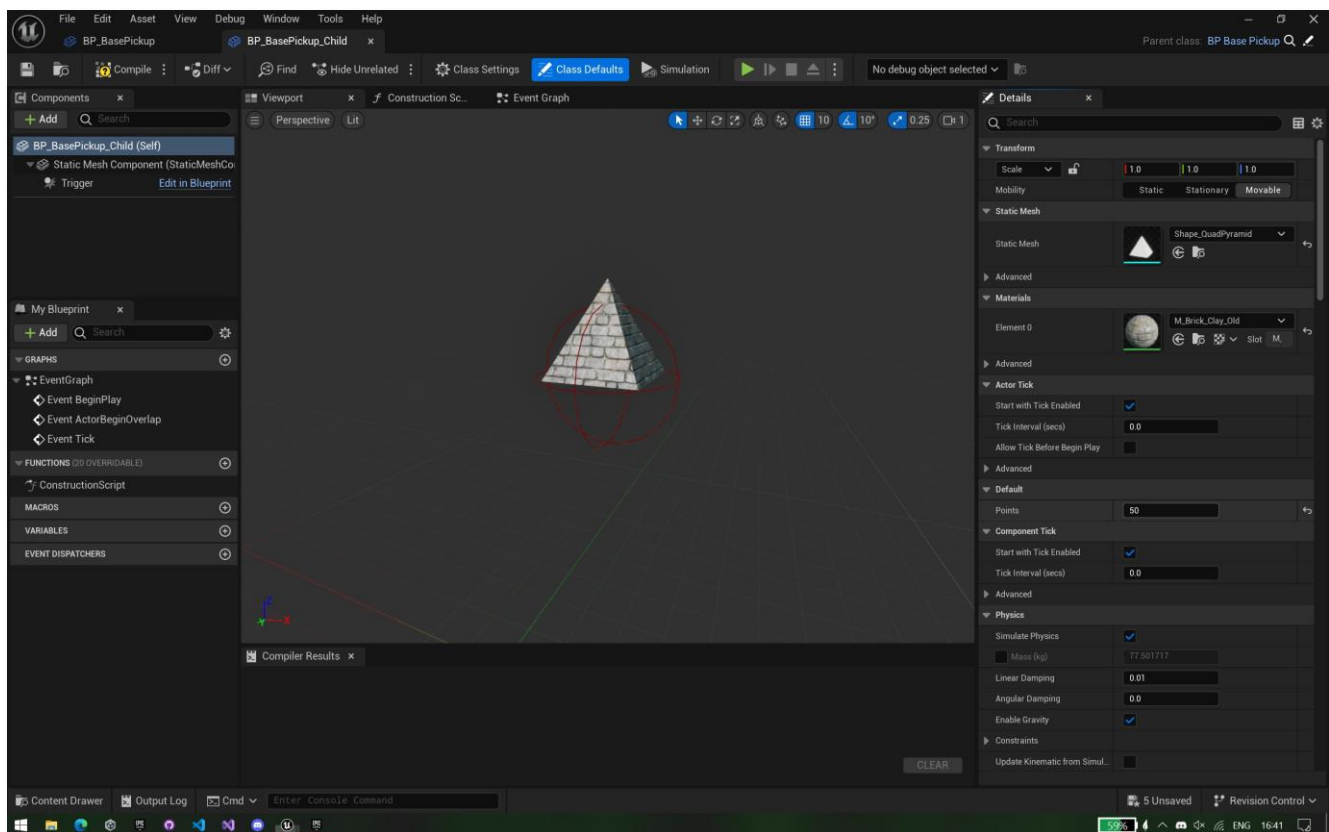 File Edit Asset View Debug Window Tools Help
BP_BasePickup BP_BasePickup_Child Parent class: BP Base Pickup
Compile Diff Find Hide Unrelated Class Settings Class Defaults Simulation No debug object selected
Components Viewport Construction Sc... Event Graph Details
+ Add Search Perspective Lit 10 10° 0.25 1 Search
BP_BasePickup_Child (Self)
Static Mesh Component (StaticMeshCo
Trigger Edit in Blueprint
My Blueprint
+ Add Search
GRAPHS
EventGraph
Event BeginPlay
Event ActorBeginOverlap
Event Tick
FUNCTIONS (20 OVERRIDABLE)
ConstructionScript
MACROS
VARIABLES
EVENT DISPATCHERS
Z
Y X
Compiler Results
CLEAR
Transform
Scale 1.0 1.0 1.0
Mobility Static Stationary Movable
Static Mesh
Static Mesh Shape_QuadPyramid
Advanced
Materials
Element 0 M_Brick_Clay_Old
Slot M,
Advanced
Actor Tick
Start with Tick Enabled
Tick Interval (secs) 0.0
Allow Tick Before Begin Play
Advanced
Default
Points 50
Component Tick
Start with Tick Enabled
Tick Interval (secs) 0.0
Advanced
Physics
Simulate Physics
Mass (kg) 77.501717
Linear Damping 0.01
Angular Damping 0.0
Enable Gravity
Constraints
Update Kinematic from Simul...
Content Drawer Output Log Cmd Enter Console Command 5 Unsaved Revision Control
59% ENG 16:41